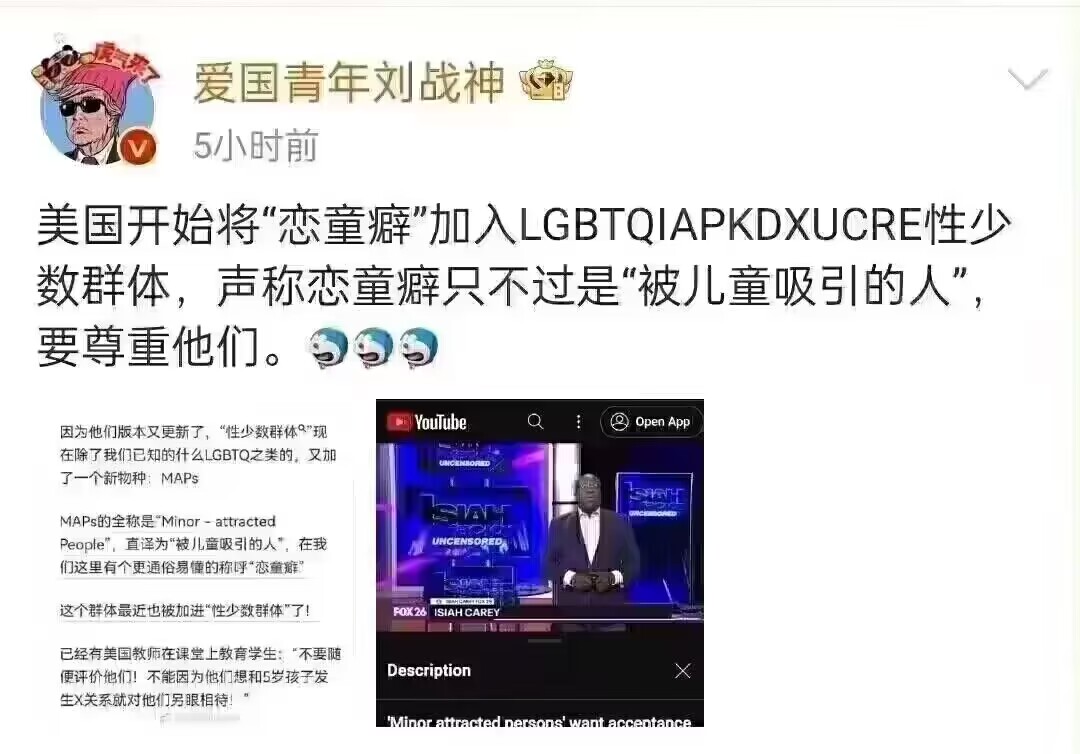 虎气来了
爱国青年刘战神
5小时前
美国开始将“恋童癖”加入LGBTQIAPKDXUCRE性少
数群体，声称恋童癖只不过是“被儿童吸引的人”，
要尊重他们。
因为他们版本又更新了，“性少数群体”现
在除了我们已知的什么LGBTQ之类的，又加
了一个新物种：MAPs
MAPs的全称是“Minor - attracted
People”，直译为“被儿童吸引的人”，在我
们这里有个更通俗易懂的称呼“恋童癖”
这个群体最近也被加进“性少数群体”了！
已经有美国教师在课堂上教育学生：“不要随
便评价他们！不能因为他们想和5岁孩子发
生X关系就对他们另眼相待！”
YouTube
Open App
UNCENSORED
ISIAH
UNCENSORED
ISIAH
UNCENSORED
FOX 26
ISIAH CAREY
Description
'Minor attracted persons' want acceptance